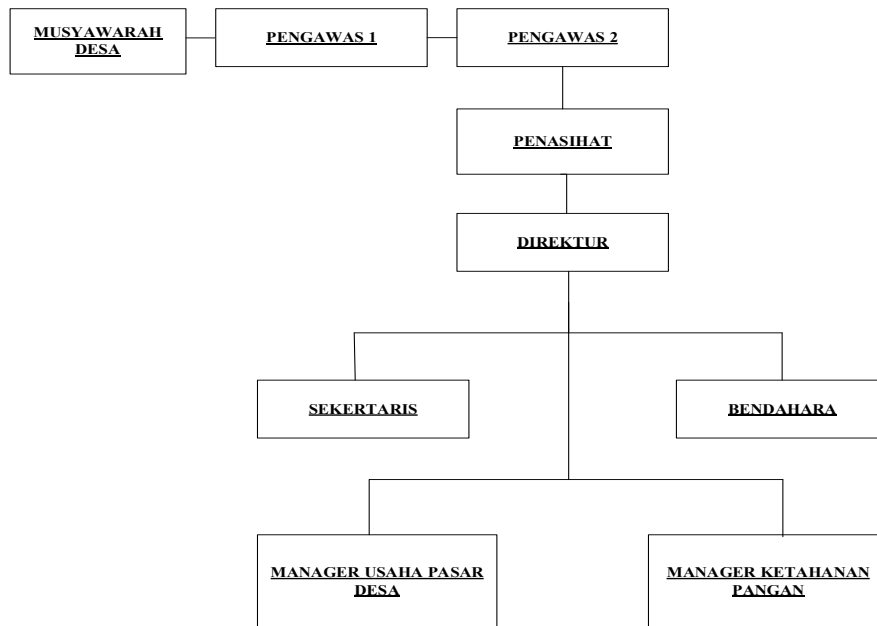 MUSYAWARAH
DESA
PENGAWAS 1
PENGAWAS 2
PENASIHAT
DIREKTUR
SEKERTARIS
BENDAHARA
MANAGER USAHA PASAR
DESA
MANAGER KETAHANAN
PANGAN